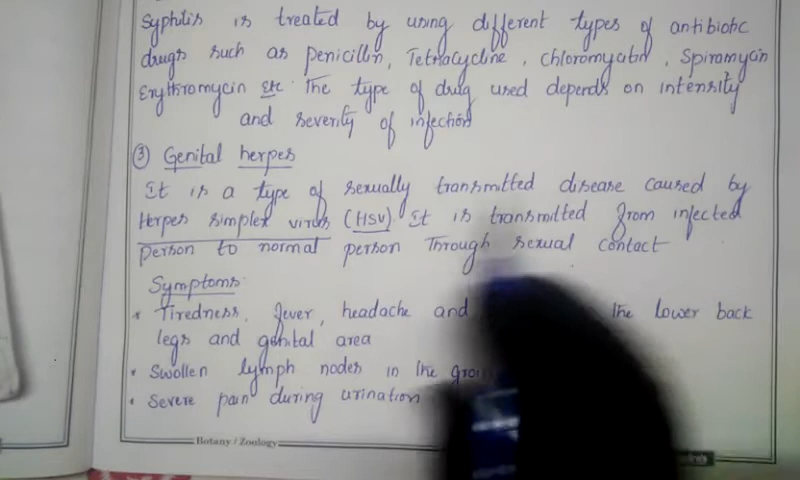 Syphilis is treated by using different types of antibiotic
drugs such as penicillin, Tetracycline, chloromycetin, Spiromycin
Erythromycin Etc. The type of drug used depends on intensity
and severity of infection
③ Genital herpes
It is a type of sexually transmitted disease caused by
Herpes simplex virus (HSV). It is transmitted from infected
person to normal person Through sexual contact
Symptoms
* Tiredness, fever, headache and the lower back
legs and genital area
* Swollen lymph nodes in the
* Severe pain during urination
Botany / Zoology